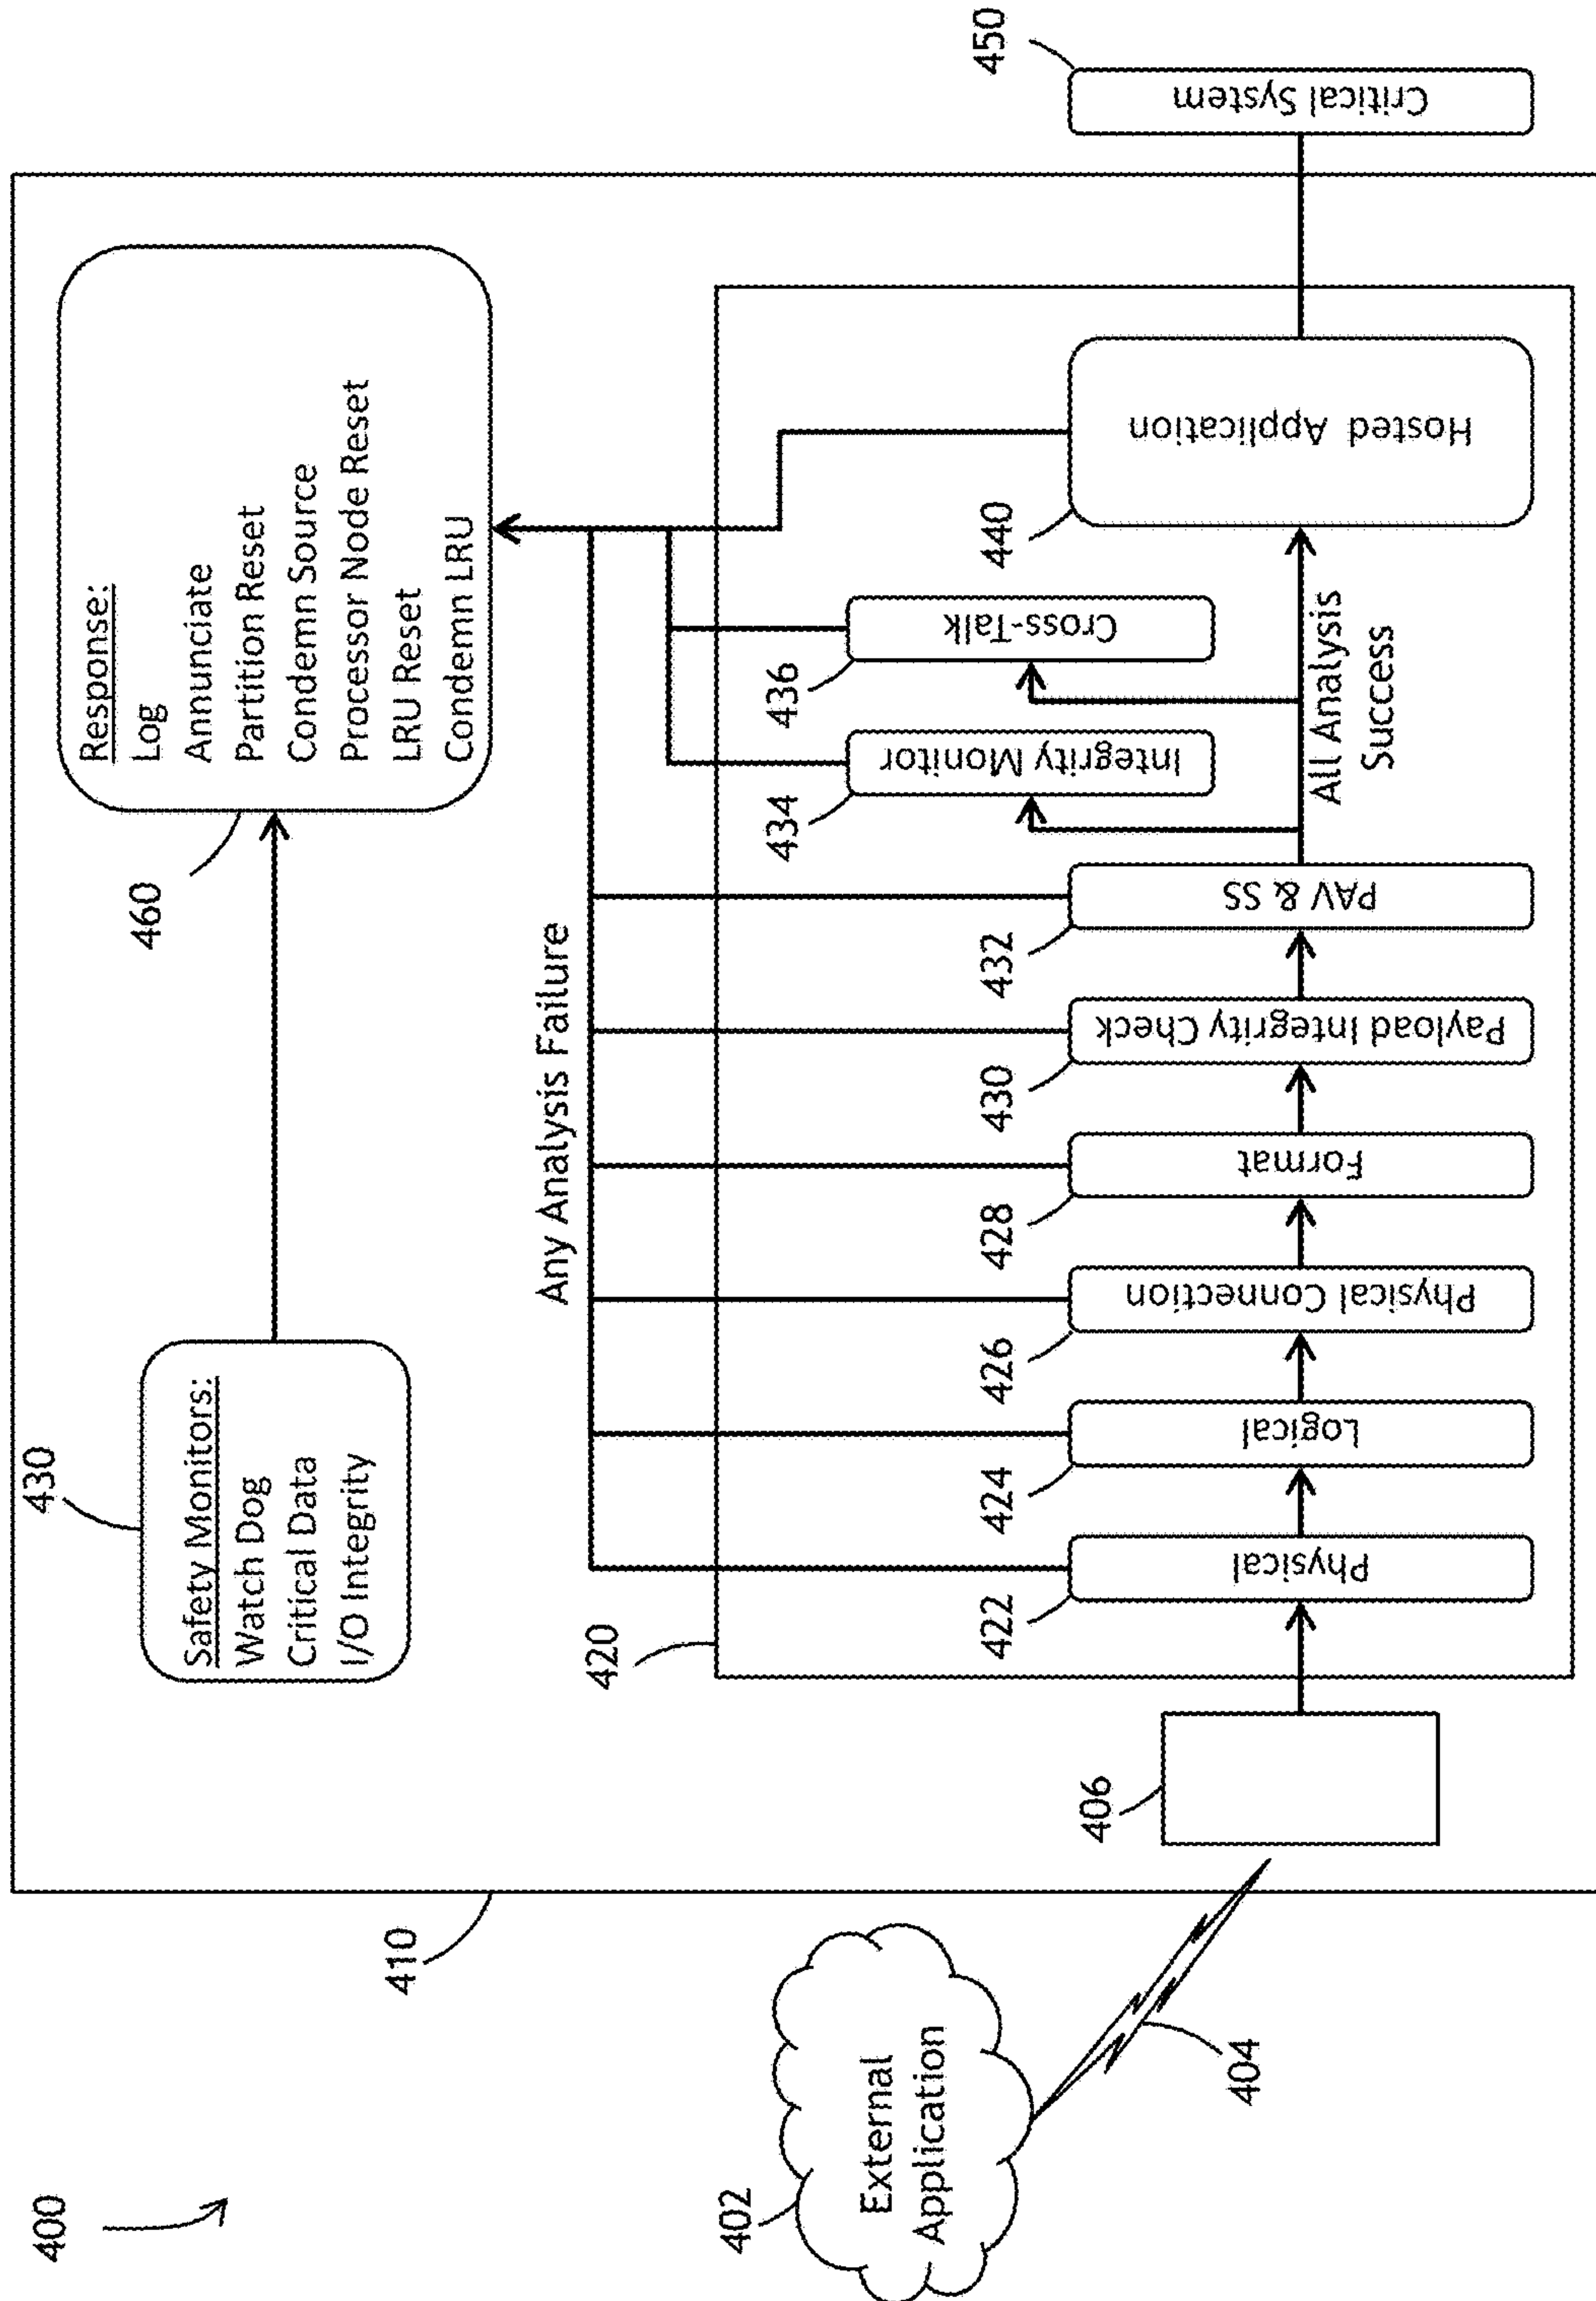 400
410
430
Safety Monitors:
Watch Dog
Critical Data
I/O Integrity
460
Response:
Log
Annunciate
Partition Reset
Condemn Source
Processor Node Reset
LRU Reset
Condemn LRU
Any Analysis Failure
402
External
Application
404
406
420
422
Physical
424
Logical
426
Physical Connection
428
Format
430
Payload Integrity Check
432
PAV & SS
434
Integrity Monitor
436
Cross-Talk
All Analysis
Success
440
Hosted Application
450
Critical System